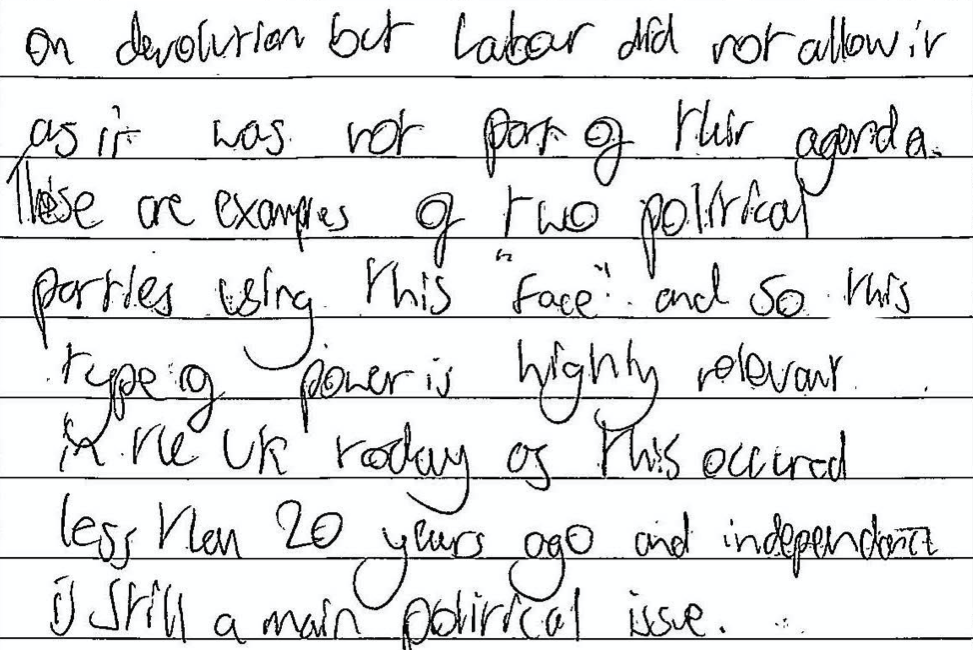 on devolution but Labour did not allow it
as it was not part of their agenda.
These are examples of two political
parties using this "face" and so this
type of power is highly relevant
in the UK today as this occured
less than 20 years ago and independence
is still a main political issue.